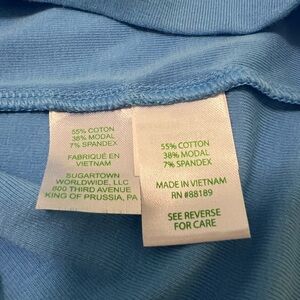 55% COTTON
38% MODAL
7% SPANDEX
FABRIQUÉ EN
VIETNAM
SUGARTOWN
WORLDWIDE, LLC
800 THIRD AVENUE
KING OF PRUSSIA, PA
55% COTTON
38% MODAL
7% SPANDEX
MADE IN VIETNAM
RN #88189
SEE REVERSE
FOR CARE